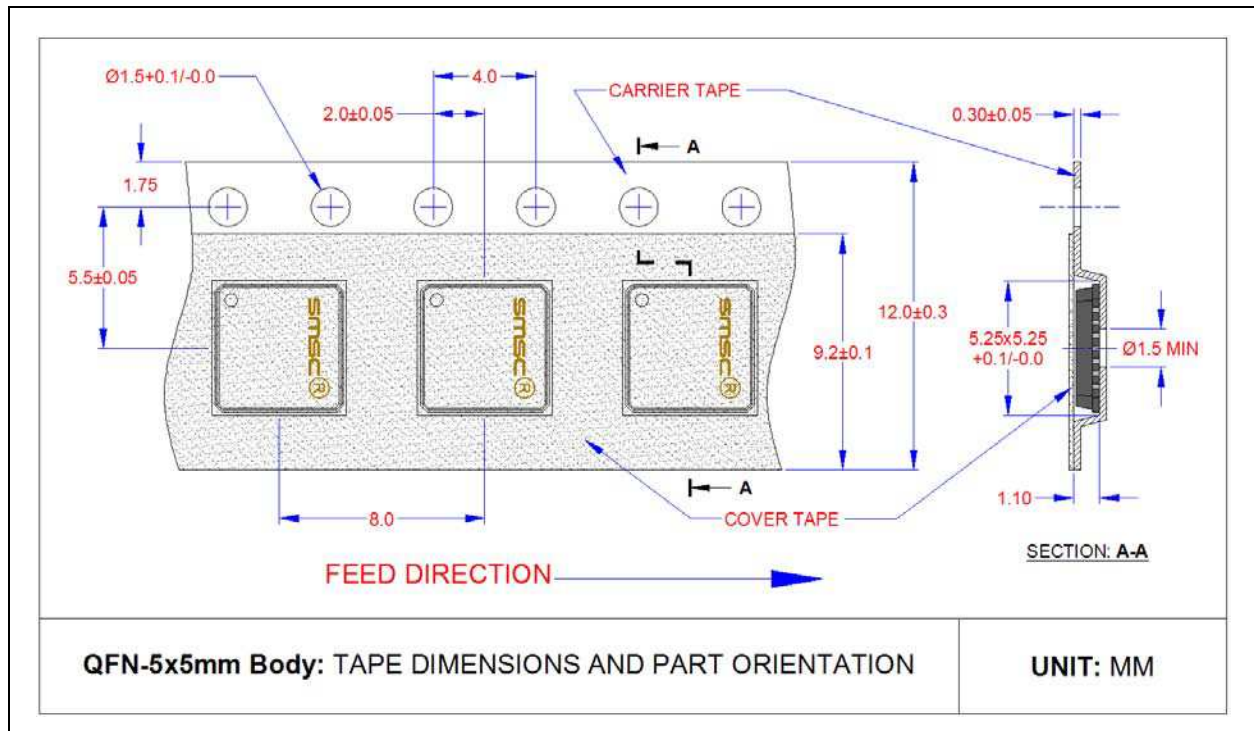 Ø1.5+0.1/-0.0
4.0
CARRIER TAPE
2.0±0.05
0.30±0.05
A
1.75
5.5±0.05
smsc®
smsc®
smsc®
12.0±0.3
9.2±0.1
5.25x5.25
+0.1/-0.0
Ø1.5 MIN
A
1.10
8.0
COVER TAPE
SECTION: A-A
FEED DIRECTION
QFN-5x5mm Body: TAPE DIMENSIONS AND PART ORIENTATION
UNIT: MM